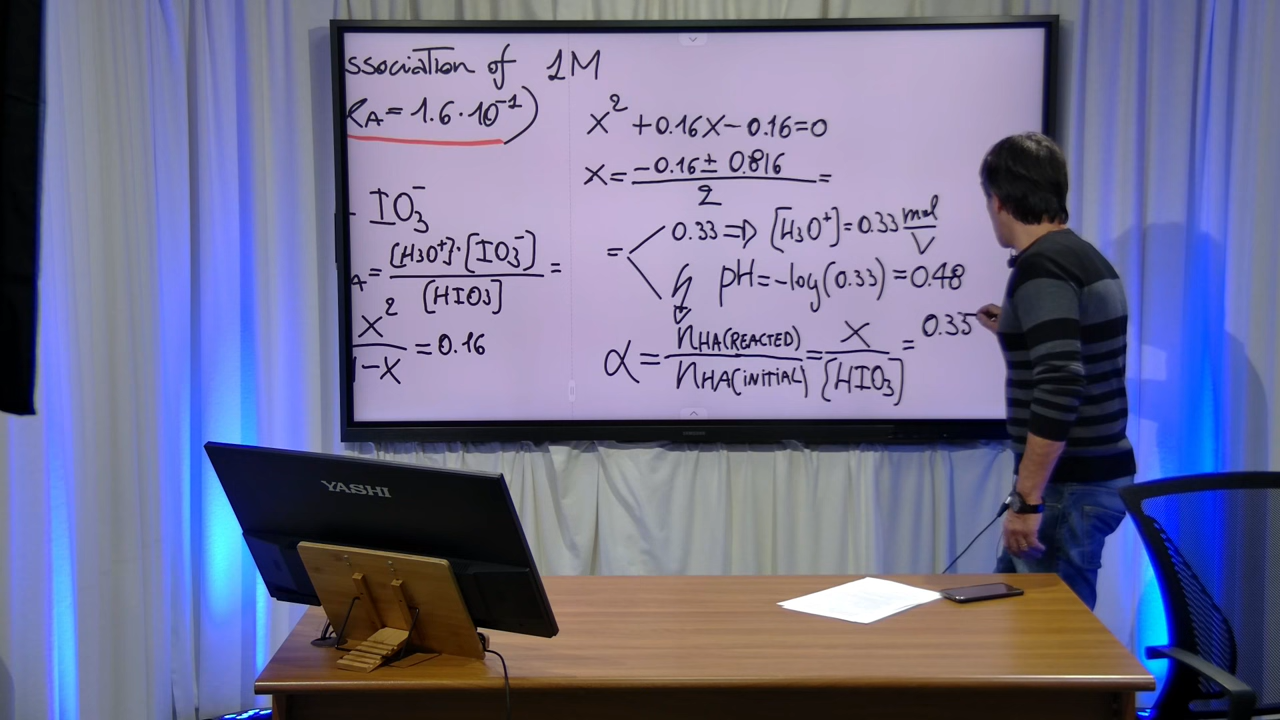 ssociation of 1M
KA = 1.6 · 10⁻¹)
- IO₃⁻
A = [H₃O⁺] · [IO₃⁻] / [HIO₃] =
x² / 1-x = 0.16
x² + 0.16x - 0.16 = 0
x = -0.16 ± 0.816 / 2 =
= < 0.33 => [H₃O⁺] = 0.33 mol/V
pH = -log(0.33) = 0.48
α = nHA(REACTED) / nHA(INITIAL) = x / [HIO₃] = 0.35
YASHI